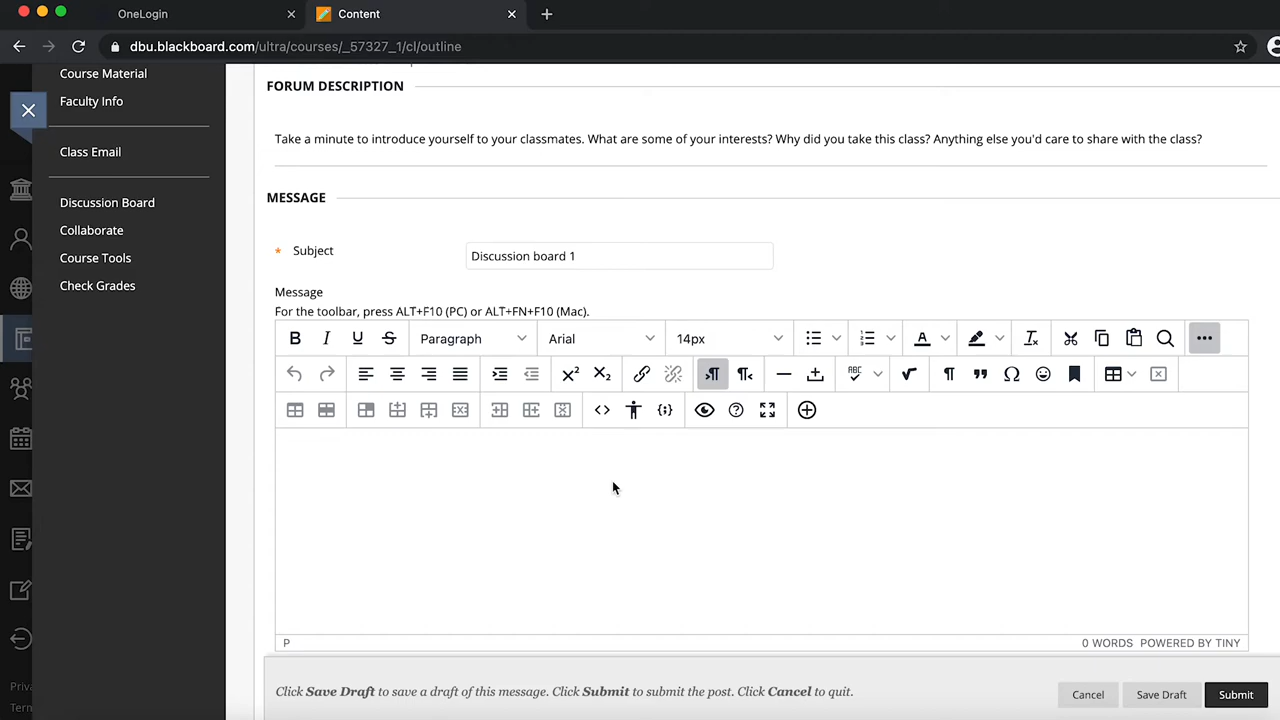 OneLogin
Content
dbu.blackboard.com/ultra/courses/_57327_1/cl/outline
Course Material
Faculty Info
Class Email
Discussion Board
Collaborate
Course Tools
Check Grades
Priva
Term
FORUM DESCRIPTION
Take a minute to introduce yourself to your classmates. What are some of your interests? Why did you take this class? Anything else you'd care to share with the class?
MESSAGE
* Subject
Discussion board 1
Message
For the toolbar, press ALT+F10 (PC) or ALT+FN+F10 (Mac).
Paragraph
Arial
14px
P
0 WORDS POWERED BY TINY
Click Save Draft to save a draft of this message. Click Submit to submit the post. Click Cancel to quit.
Cancel
Save Draft
Submit